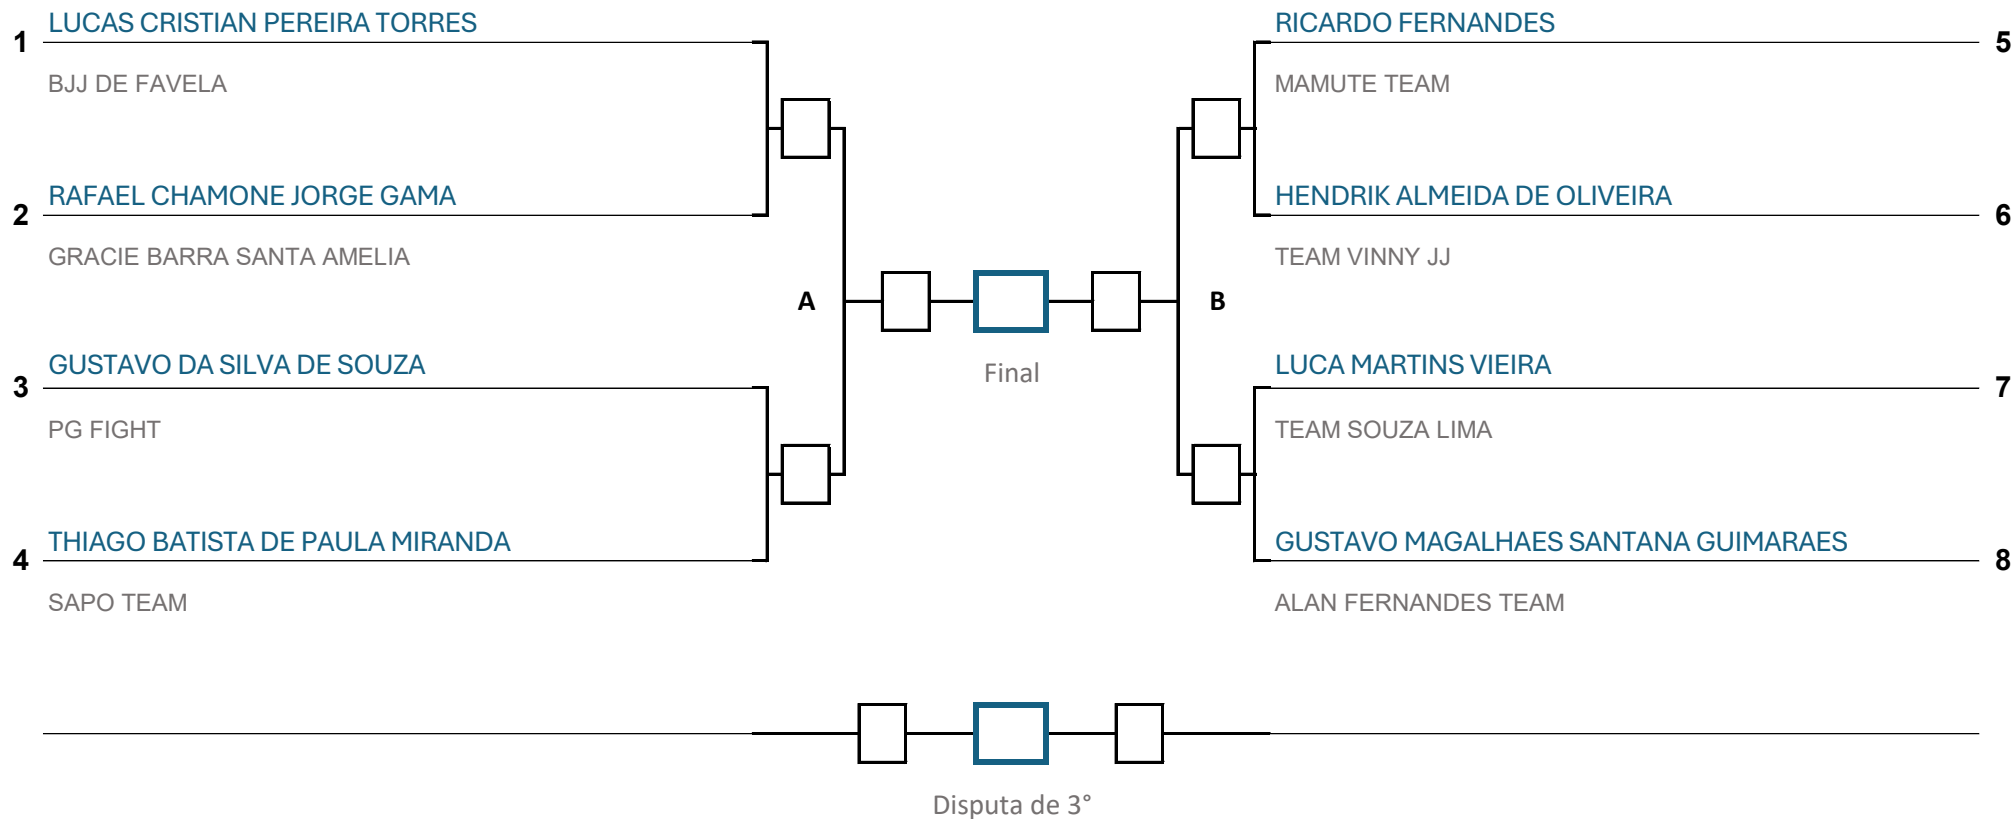 LUCAS CRISTIAN PEREIRA TORRES
1
BJJ DE FAVELA
RAFAEL CHAMONE JORGE GAMA
2
GRACIE BARRA SANTA AMELIA
A
GUSTAVO DA SILVA DE SOUZA
3
PG FIGHT
THIAGO BATISTA DE PAULA MIRANDA
4
SAPO TEAM
Final
RICARDO FERNANDES
5
MAMUTE TEAM
HENDRIK ALMEIDA DE OLIVEIRA
6
TEAM VINNY JJ
B
LUCA MARTINS VIEIRA
7
TEAM SOUZA LIMA
GUSTAVO MAGALHAES SANTANA GUIMARAES
8
ALAN FERNANDES TEAM
Disputa de 3°